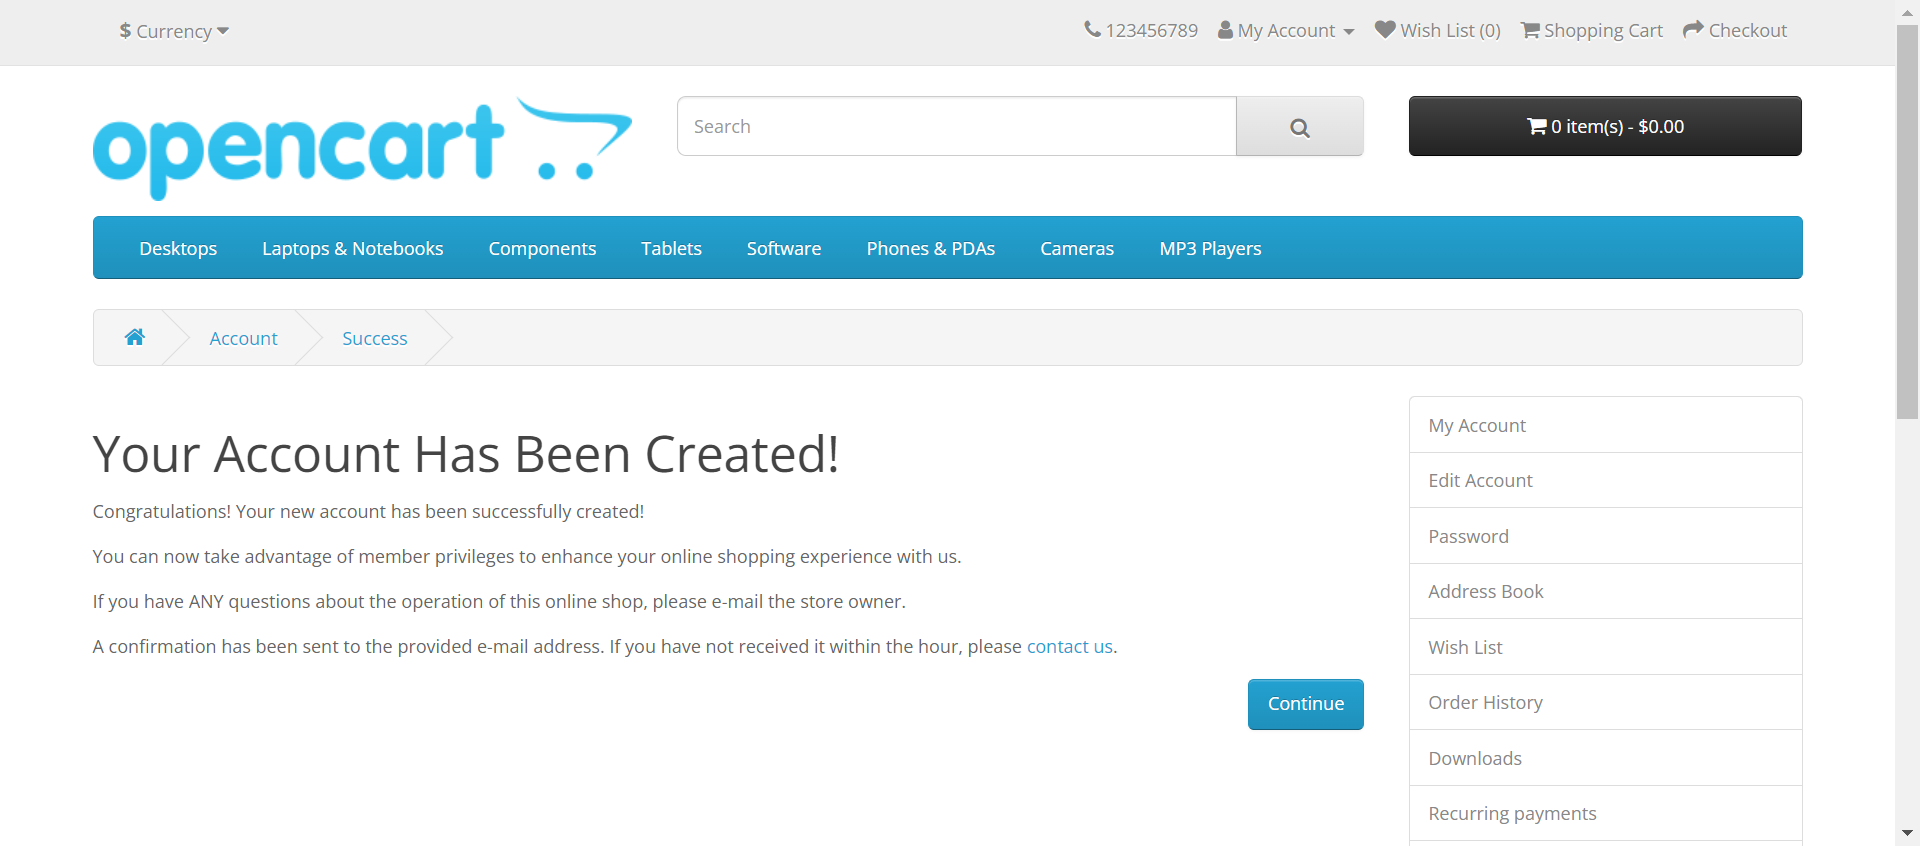 $ Currency
123456789 My Account Wish List (0) Shopping Cart Checkout
opencart
Search
0 item(s) - $0.00
Desktops Laptops & Notebooks Components Tablets Software Phones & PDAs Cameras MP3 Players
Account Success
Your Account Has Been Created!
Congratulations! Your new account has been successfully created!
You can now take advantage of member privileges to enhance your online shopping experience with us.
If you have ANY questions about the operation of this online shop, please e-mail the store owner.
A confirmation has been sent to the provided e-mail address. If you have not received it within the hour, please contact us.
Continue
My Account
Edit Account
Password
Address Book
Wish List
Order History
Downloads
Recurring payments